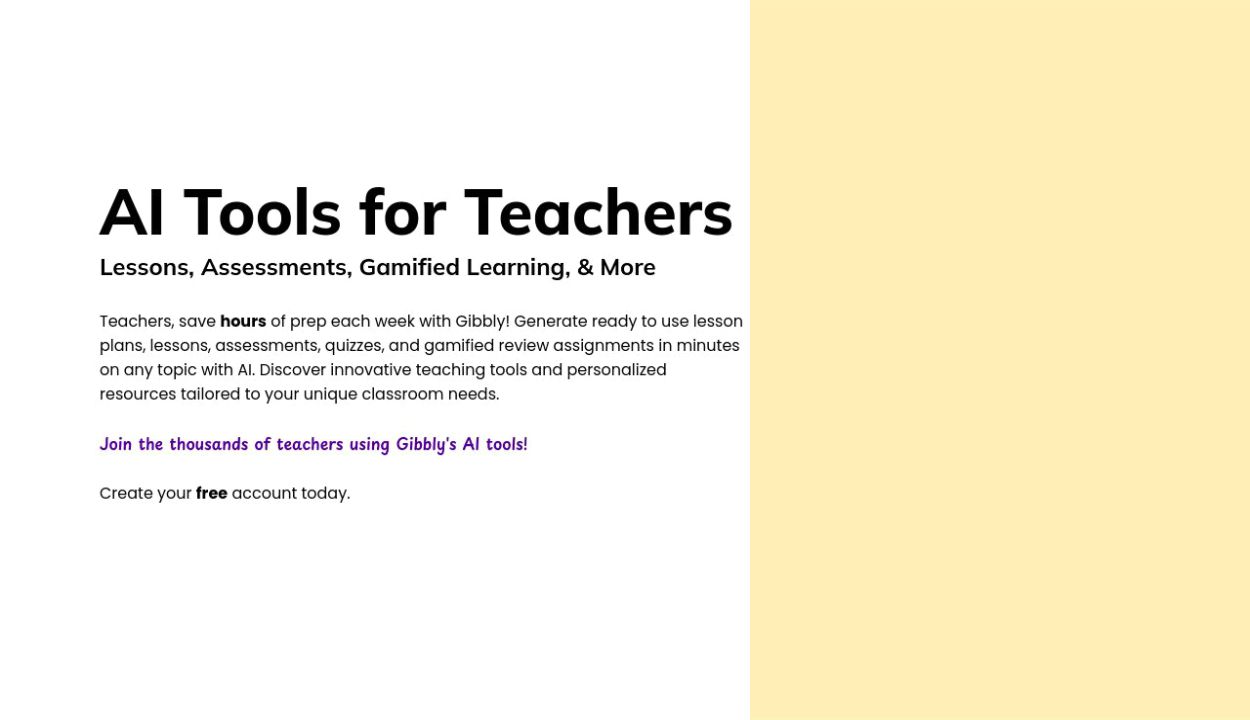 AI Tools for Teachers
Lessons, Assessments, Gamified Learning, & More
Teachers, save hours of prep each week with Gibbly! Generate ready to use lesson
plans, lessons, assessments, quizzes, and gamified review assignments in minutes
on any topic with AI. Discover innovative teaching tools and personalized
resources tailored to your unique classroom needs.
Join the thousands of teachers using Gibbly's AI tools!
Create your free account today.